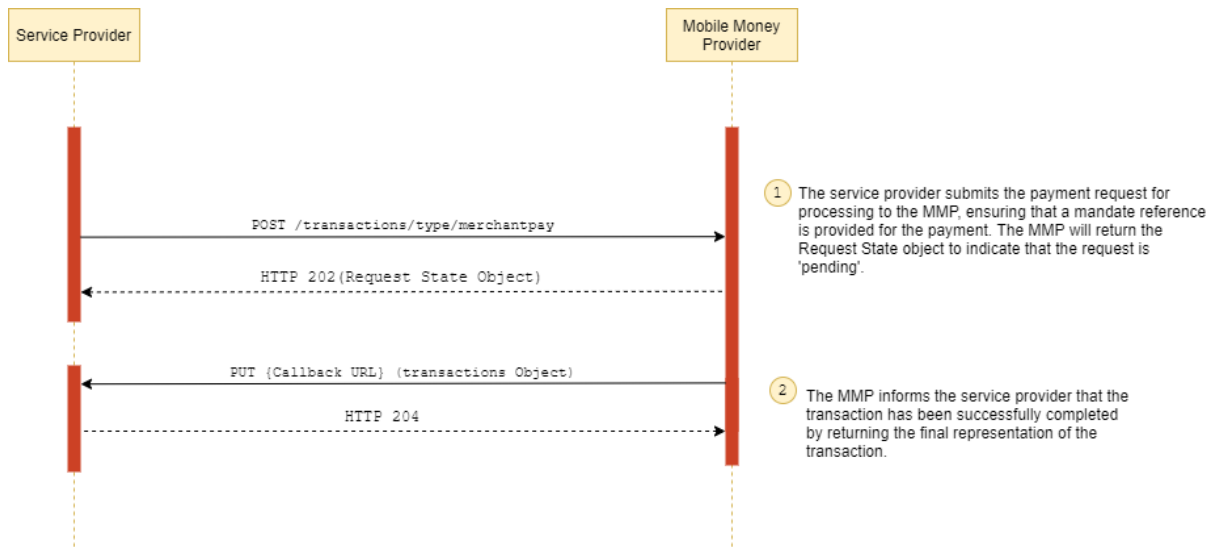 Service Provider
Mobile Money
Provider
1
The service provider submits the payment request for
processing to the MMP, ensuring that a mandate reference
is provided for the payment. The MMP will return the
Request State object to indicate that the request is
'pending'.
POST /transactions/type/merchantpay
HTTP 202(Request State Object)
PUT {Callback URL} (transactions Object)
HTTP 204
2
The MMP informs the service provider that the
transaction has been successfully completed
by returning the final representation of the
transaction.